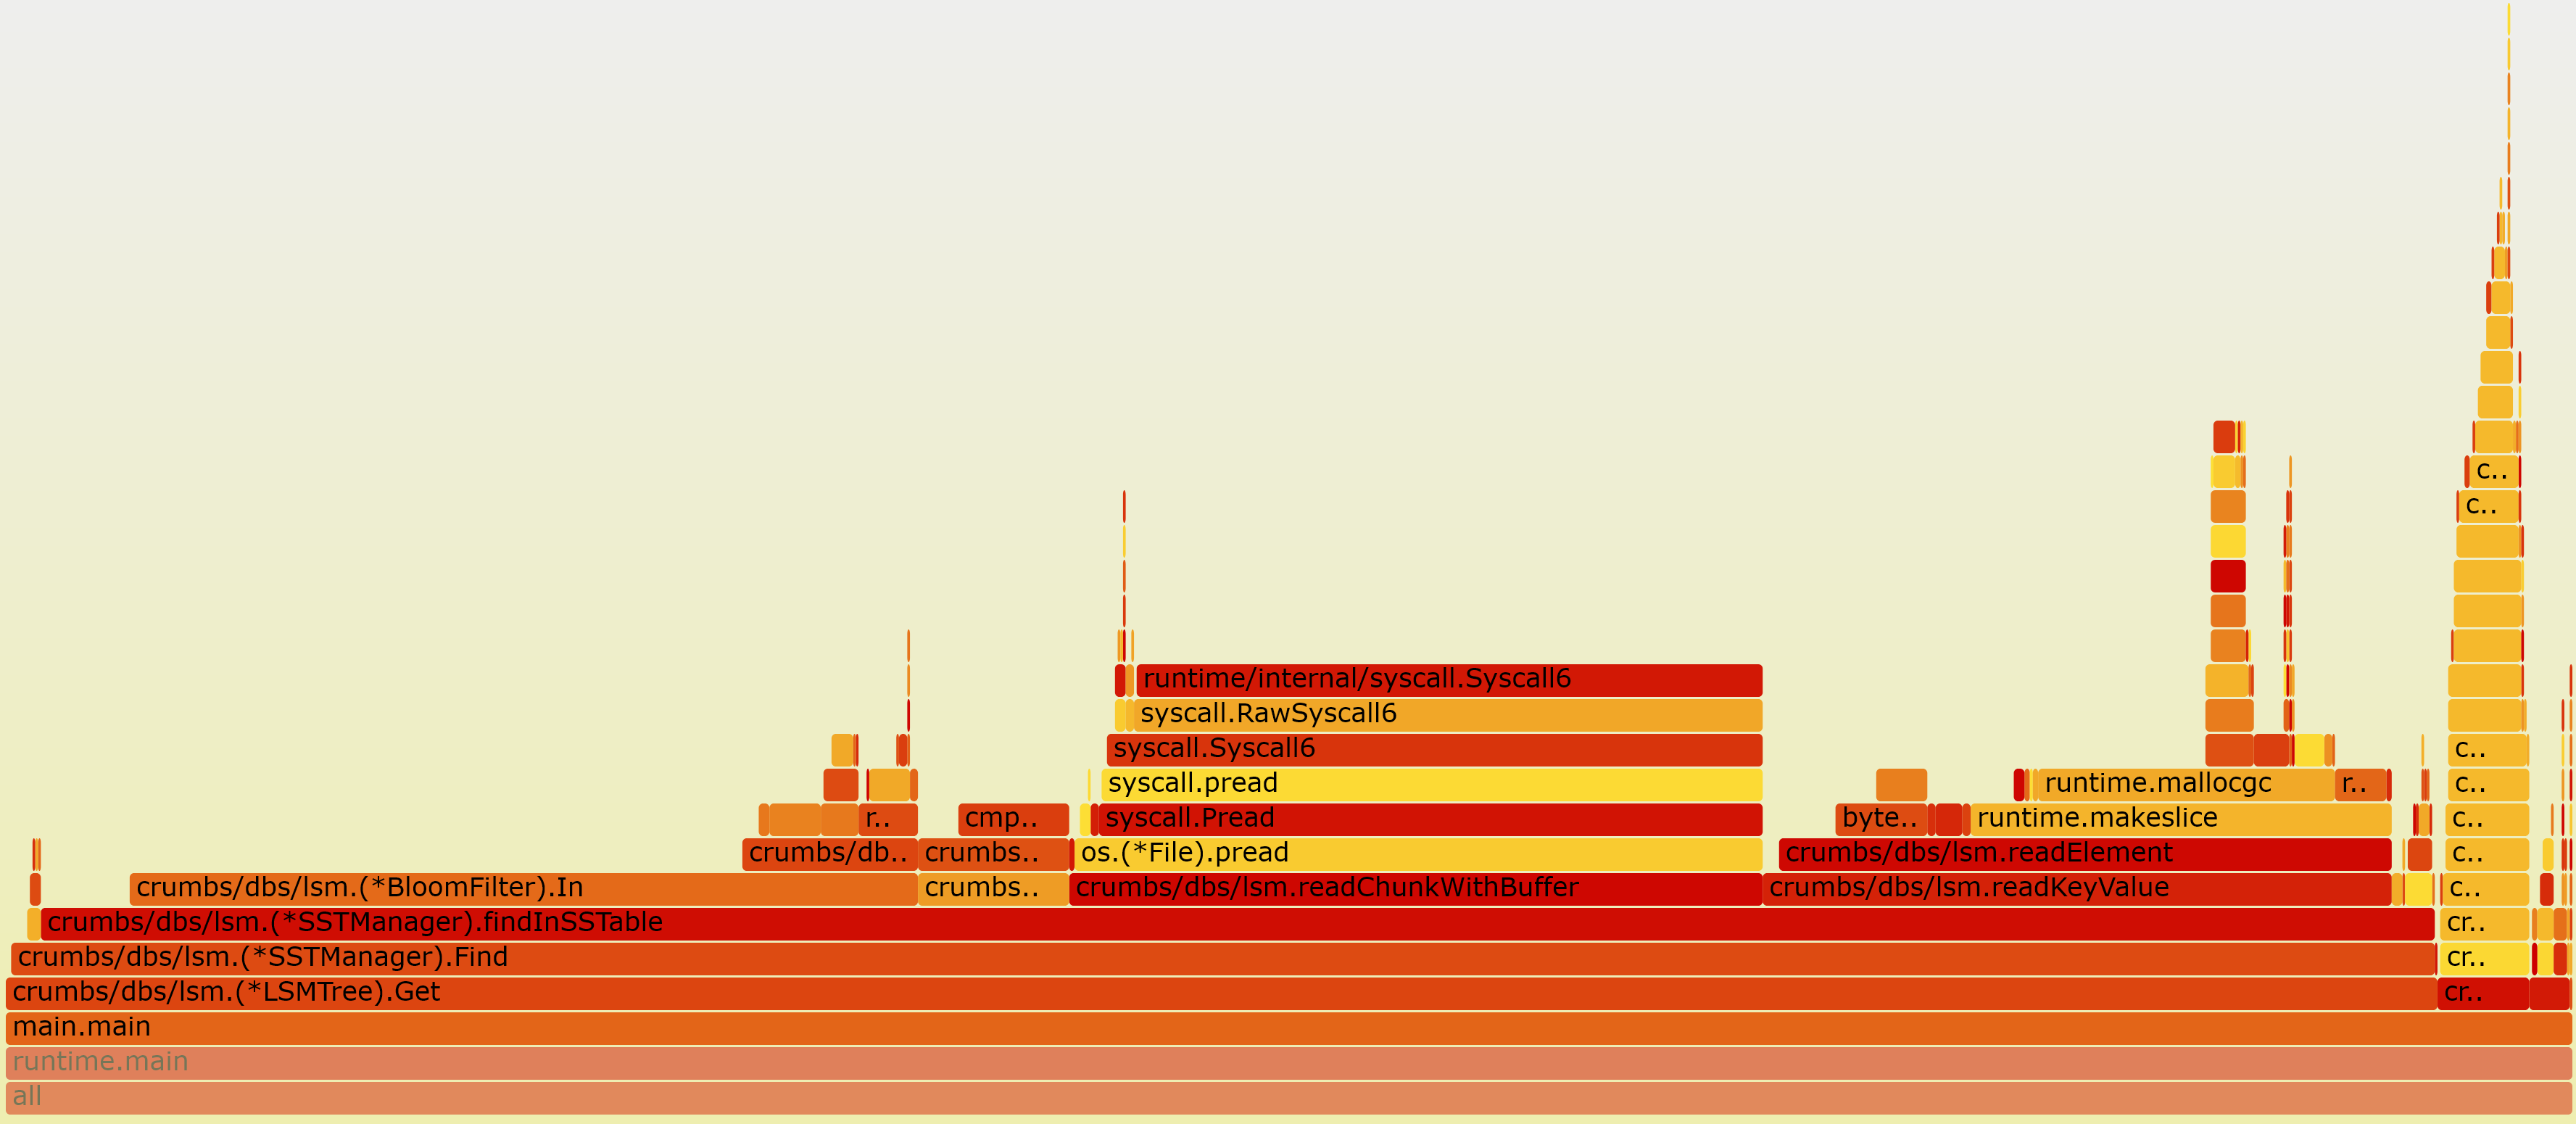 c..
c..
runtime/internal/syscall.Syscall6
syscall.RawSyscall6
syscall.Syscall6 c..
syscall.pread runtime.mallocgc r.. c..
r.. cmp.. syscall.Pread byte.. runtime.makeslice c..
crumbs/db.. crumbs.. os.(*File).pread crumbs/dbs/lsm.readElement c..
crumbs/dbs/lsm.(*BloomFilter).In crumbs.. crumbs/dbs/lsm.readChunkWithBuffer crumbs/dbs/lsm.readKeyValue c..
crumbs/dbs/lsm.(*SSTManager).findInSSTable cr..
crumbs/dbs/lsm.(*SSTManager).Find cr..
crumbs/dbs/lsm.(*LSMTree).Get cr..
main.main
runtime.main
all